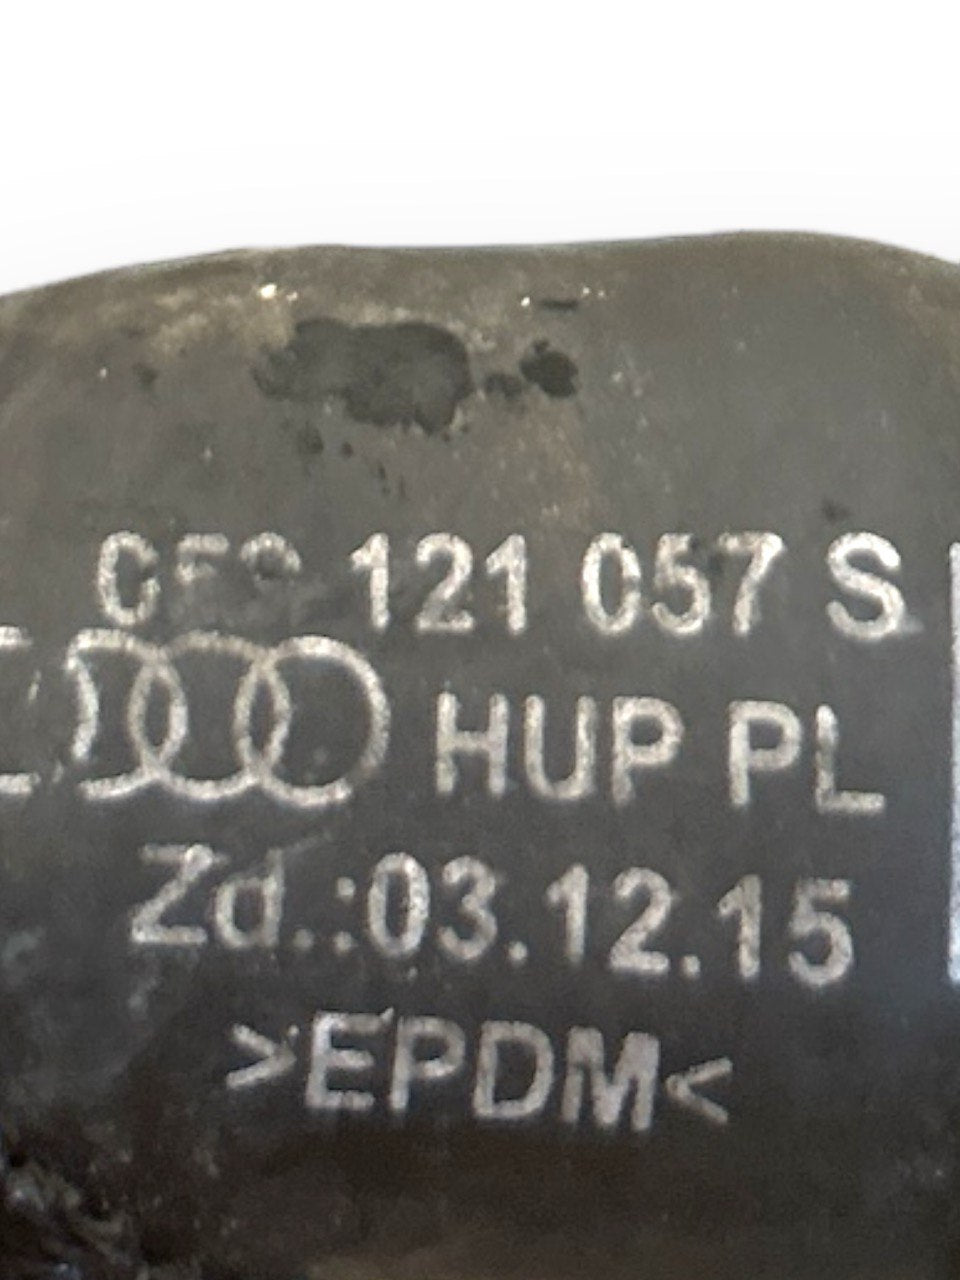 121 057 S
HUP PL
Zd.:03.12.15
>EPDM<